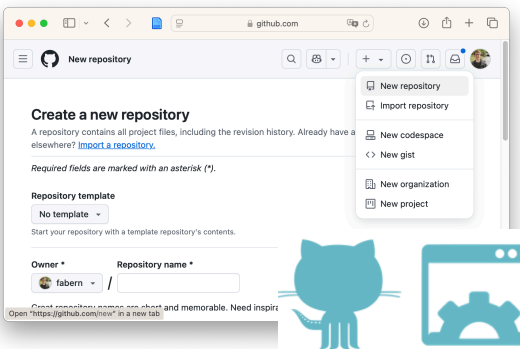 github.com
New repository
New repository
Import repository
New codespace
New gist
New organization
New project
Create a new repository
A repository contains all project files, including the revision history. Already have a
elsewhere? Import a repository.
Required fields are marked with an asterisk (*).
Repository template
No template
Start your repository with a template repository's contents.
Owner * Repository name *
fabern /
Great repository names are short and memorable. Need inspira
Open "https://github.com/new" in a new tab